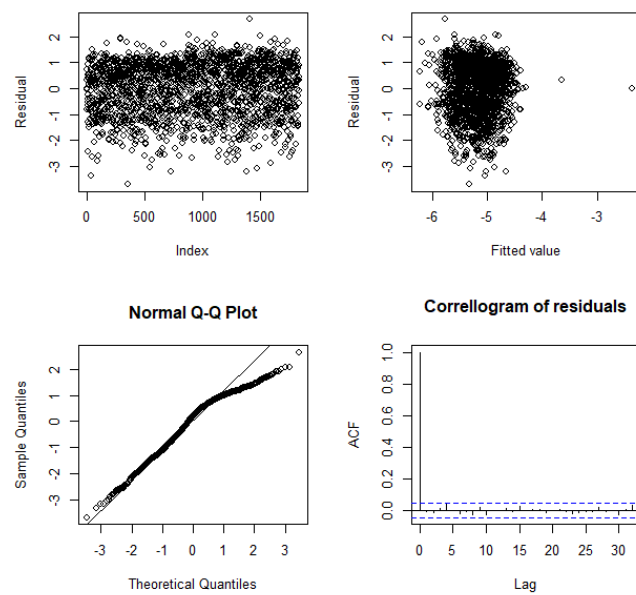 Residual
2
1
0
-1
-2
-3
0 500 1000 1500
Index
Residual
2
1
0
-1
-2
-3
-6 -5 -4 -3
Fitted value
Normal Q-Q Plot
Sample Quantiles
2
1
0
-1
-2
-3
-3 -2 -1 0 1 2 3
Theoretical Quantiles
Correllogram of residuals
ACF
1.0
0.8
0.6
0.4
0.2
0.0
0 5 10 15 20 25 30
Lag